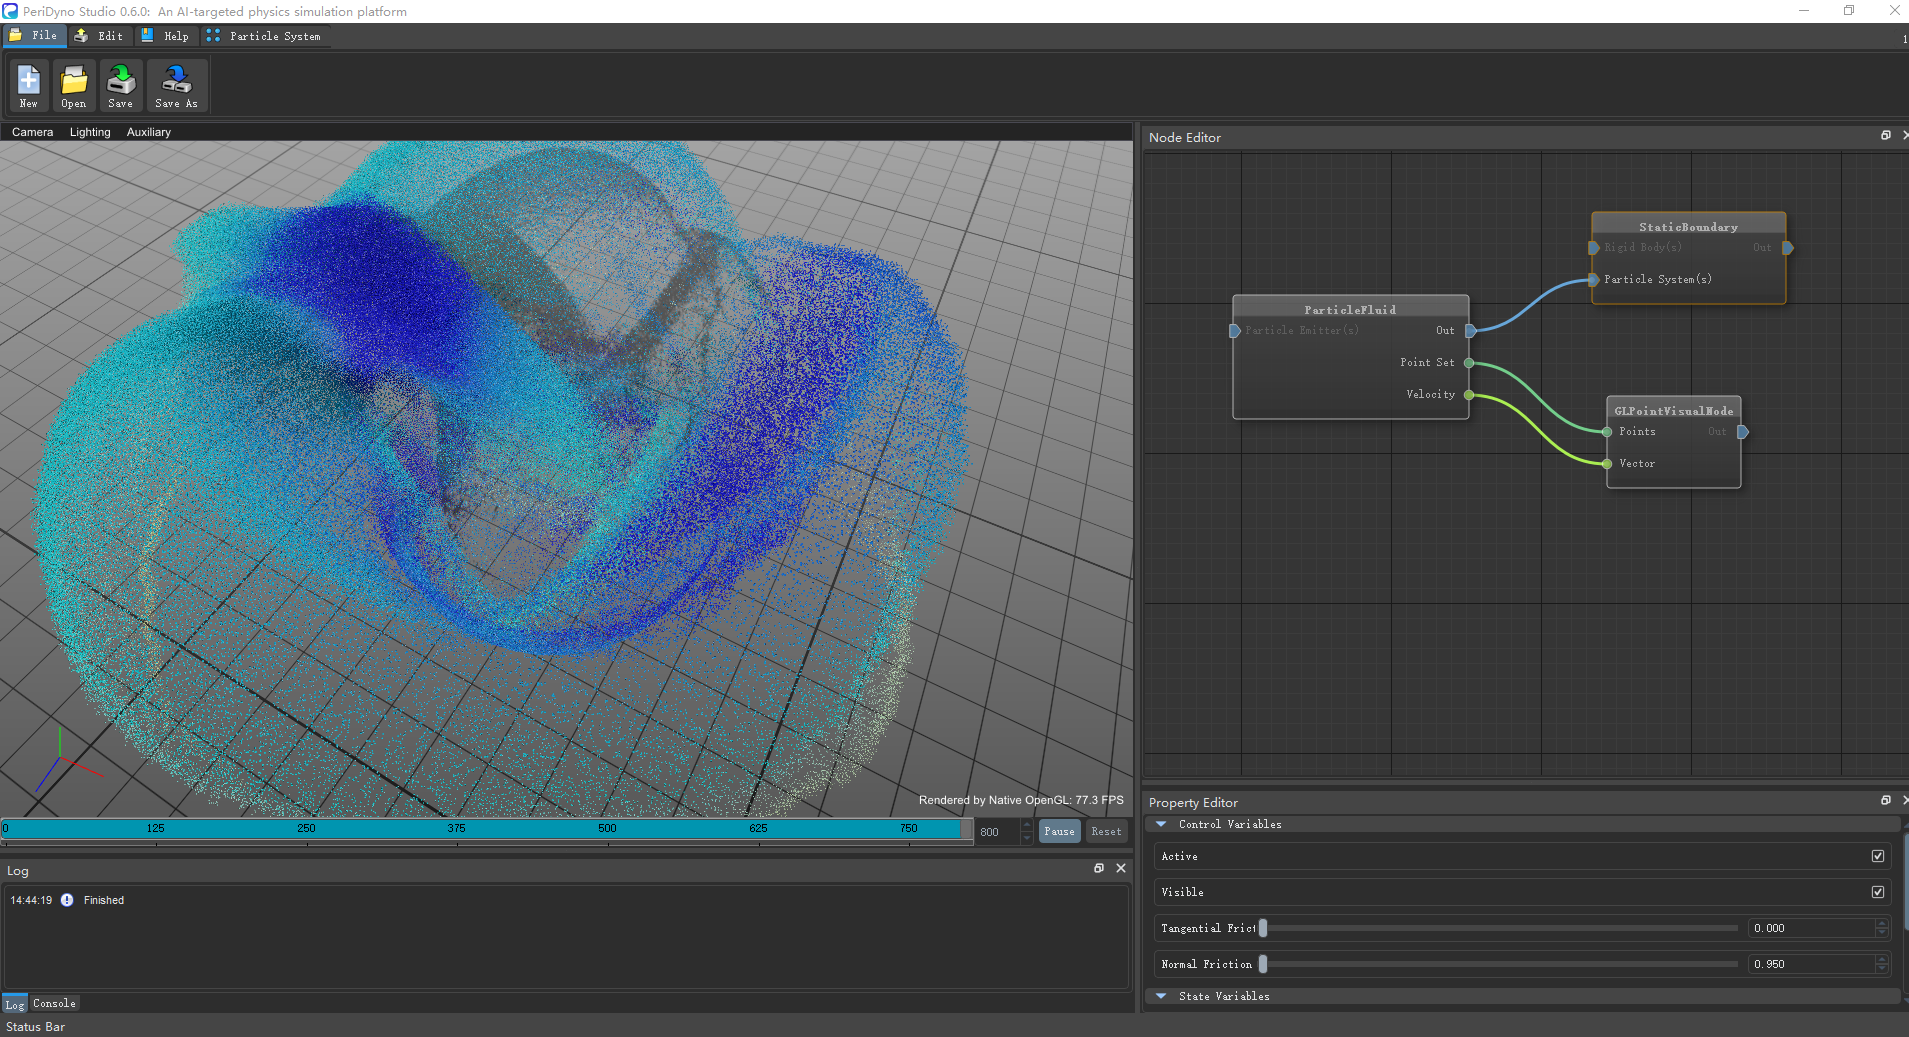 PeriDyno Studio 0.6.0:  An AI-targeted physics simulation platform
File
Edit
Help
Particle System
1
New
Open
Save
Save As
Camera
Lighting
Auxiliary
Rendered by Native OpenGL: 77.3 FPS
0
125
250
375
500
625
750
800
Pause
Reset
Log
14:44:19
Finished
Log
Console
Status Bar
Node Editor
StaticBoundary
Rigid Body(s)
Out
Particle System(s)
ParticleFluid
Particle Emitter(s)
Out
Point Set
Velocity
GLPointVisualNode
Points
Out
Vector
Property Editor
Control Variables
Active
Visible
Tangential Frict
0.000
Normal Friction
0.950
State Variables